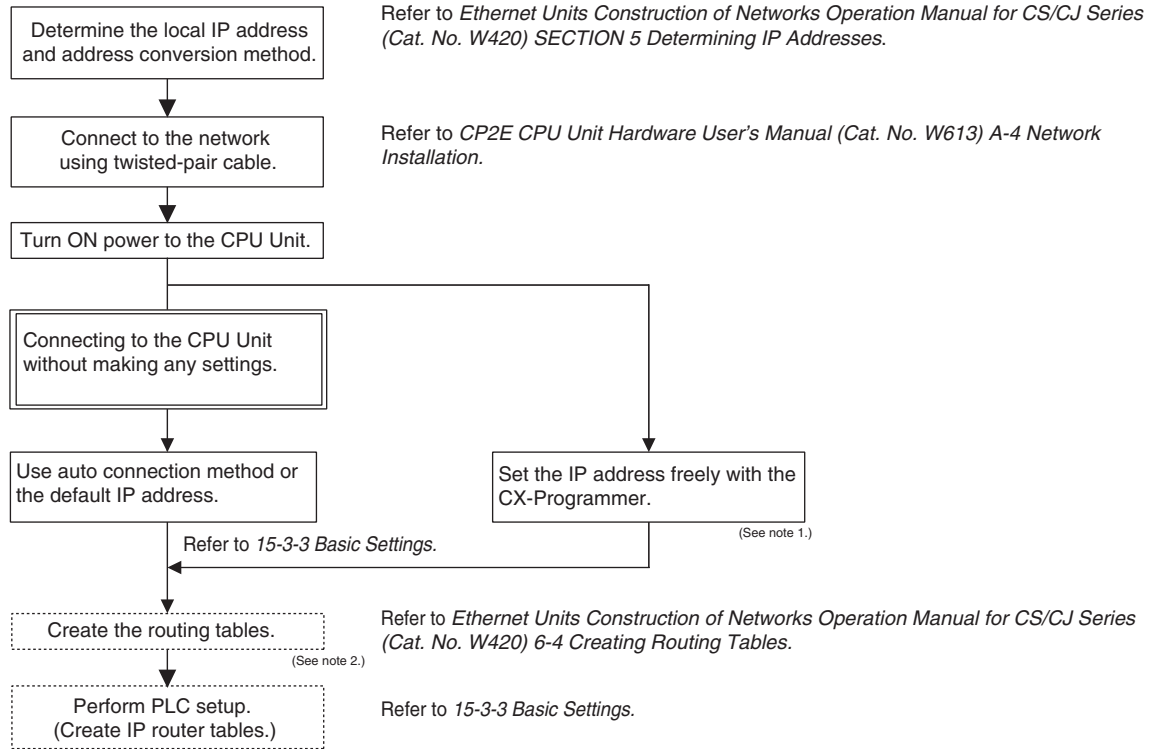 Determine the local IP address
and address conversion method.
Refer to Ethernet Units Construction of Networks Operation Manual for CS/CJ Series
(Cat. No. W420) SECTION 5 Determining IP Addresses.
Connect to the network
using twisted-pair cable.
Refer to CP2E CPU Unit Hardware User's Manual (Cat. No. W613) A-4 Network
Installation.
Turn ON power to the CPU Unit.
Connecting to the CPU Unit
without making any settings.
Use auto connection method or
the default IP address.
Set the IP address freely with the
CX-Programmer.
(See note 1.)
Refer to 15-3-3 Basic Settings.
Create the routing tables.
(See note 2.)
Refer to Ethernet Units Construction of Networks Operation Manual for CS/CJ Series
(Cat. No. W420) 6-4 Creating Routing Tables.
Perform PLC setup.
(Create IP router tables.)
Refer to 15-3-3 Basic Settings.